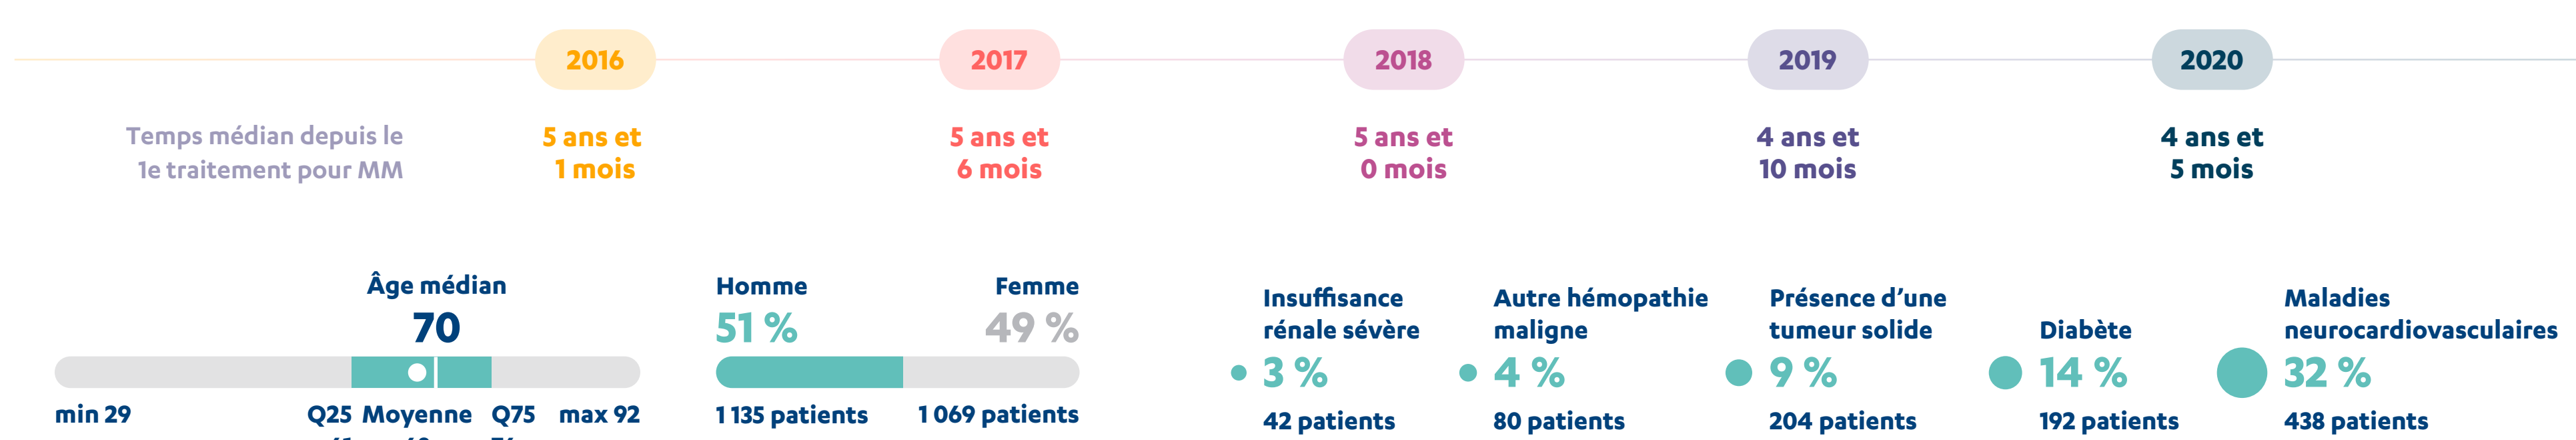 2016 2017 2018 2019 2020
Temps médian depuis le
1e traitement pour MM
5 ans et
1 mois
5 ans et
6 mois
5 ans et
0 mois
4 ans et
10 mois
4 ans et
5 mois
Âge médian
70
min 29 Q25 Moyenne Q75 max 92
Homme Femme
51 % 49 %
1 135 patients 1 069 patients
Insuffisance
rénale sévère
3 %
42 patients
Autre hémopathie
maligne
4 %
80 patients
Présence d’une
tumeur solide
9 %
204 patients
Diabète
14 %
192 patients
Maladies
neurocardiovasculaires
32 %
438 patients